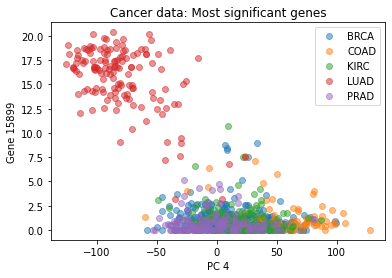 Cancer data: Most significant genes
BRCA
COAD
KIRC
LUAD
PRAD
Gene 15899
20.0
17.5
15.0
12.5
10.0
7.5
5.0
2.5
0.0
−100
−50
0
50
100
PC 4